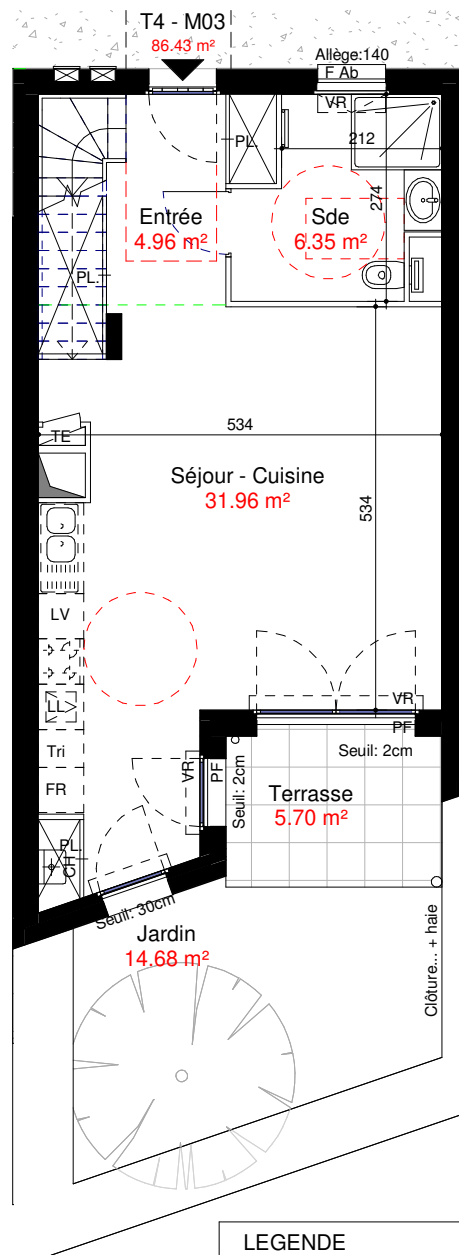 T4 - M03
86.43 m²
Allège:140
F Ab
VR
PL.
212
274
Entrée
4.96 m²
Sde
6.35 m²
PL.
TE
534
Séjour - Cuisine
31.96 m²
534
LV
LV
Tri
FR
VR
PF
Seuil: 2cm
VR
PF
Seuil: 2cm
Terrasse
5.70 m²
PL.
CH
Seuil: 30cm
Jardin
14.68 m²
Clôture... + haie
LEGENDE